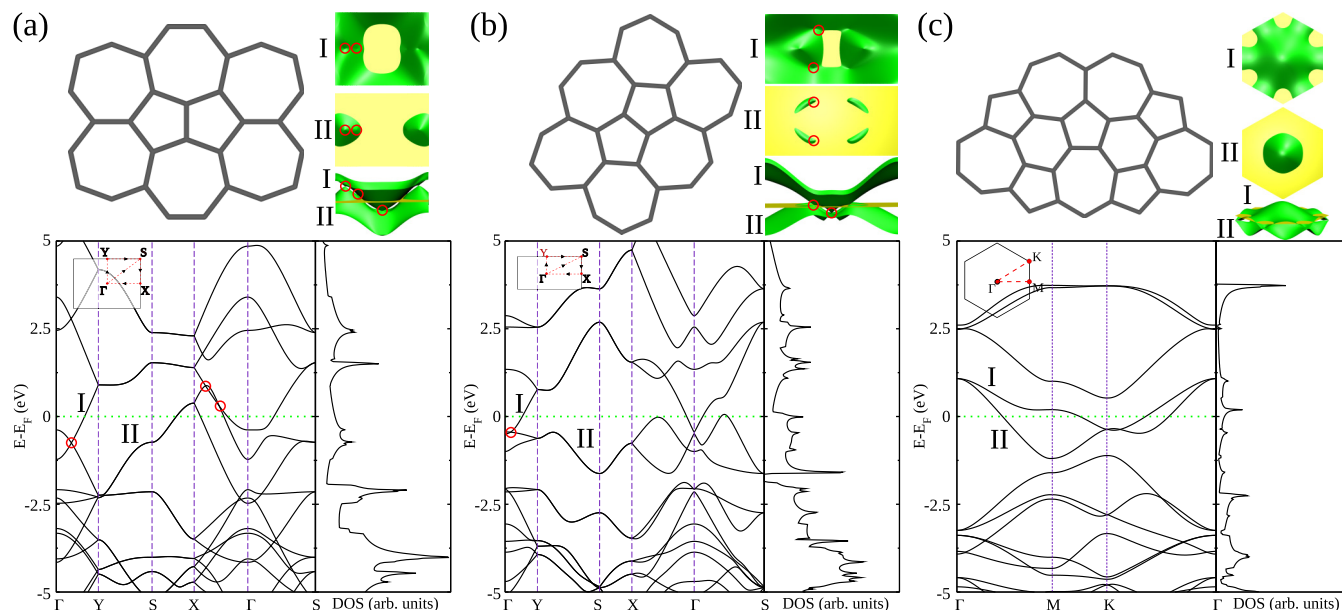 (a)
I
II
I
II
(b)
I
II
I
II
(c)
I
II
I
II
5
2.5
0
-2.5
-5
E-E_F (eV)
Y S
Γ X
I
II
Γ Y S X Γ S
DOS (arb. units)
5
2.5
0
-2.5
-5
E-E_F (eV)
Y S
Γ X
I
II
Γ Y S X Γ S
DOS (arb. units)
5
2.5
0
-2.5
-5
E-E_F (eV)
K
Γ M
I
II
Γ M K Γ
DOS (arb. units)